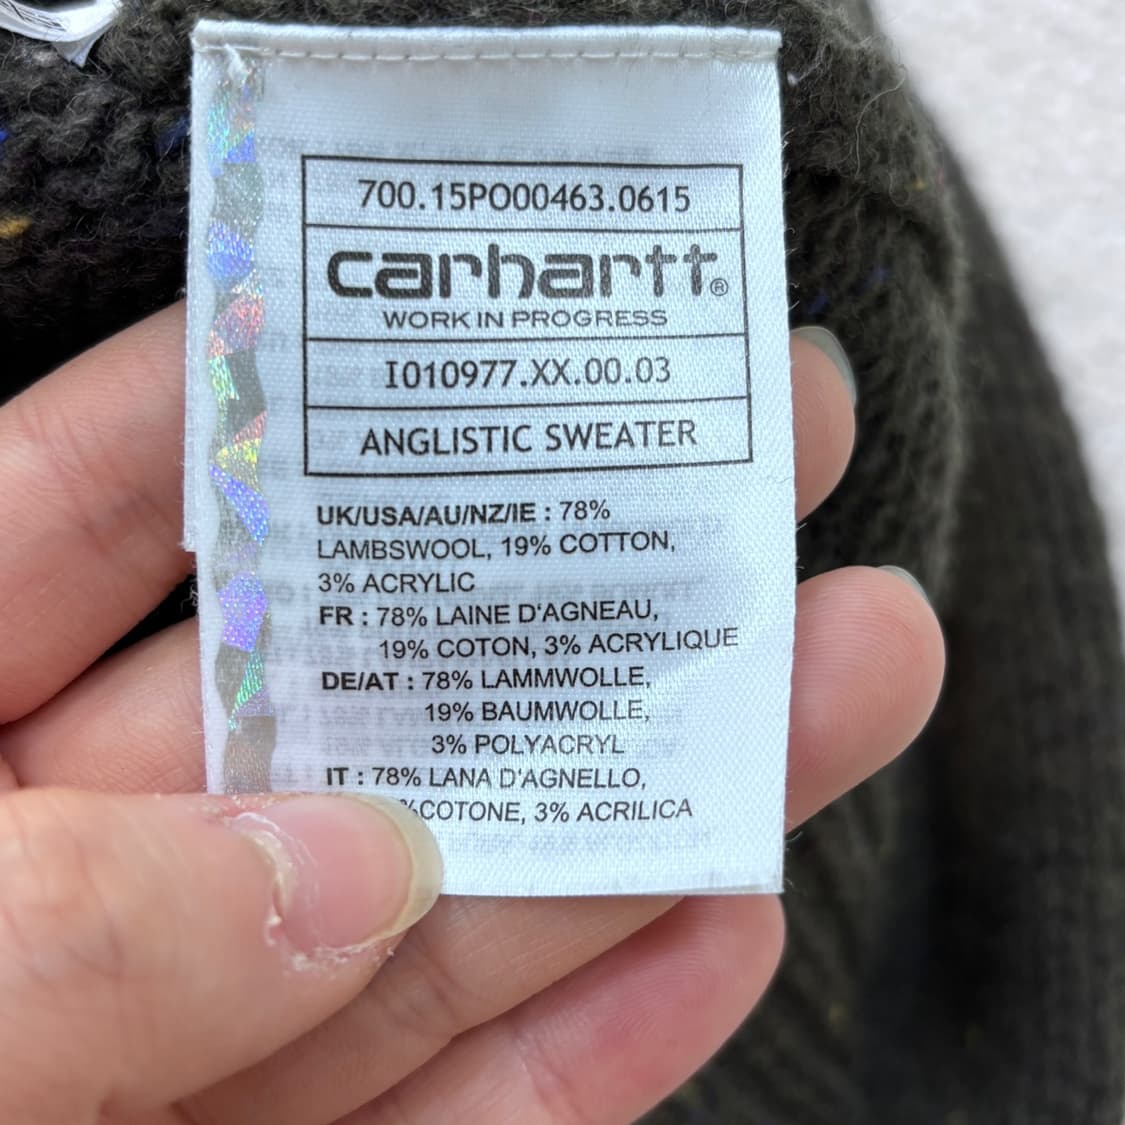 700.15PO00463.0615
carhartt®
WORK IN PROGRESS
I010977.XX.00.03
ANGLISTIC SWEATER
UK/USA/AU/NZ/IE : 78%
LAMBSWOOL, 19% COTTON,
3% ACRYLIC
FR : 78% LAINE D'AGNEAU,
19% COTON, 3% ACRYLIQUE
DE/AT : 78% LAMMWOLLE,
19% BAUMWOLLE,
3% POLYACRYL
IT : 78% LANA D'AGNELLO,
%COTONE, 3% ACRILICA